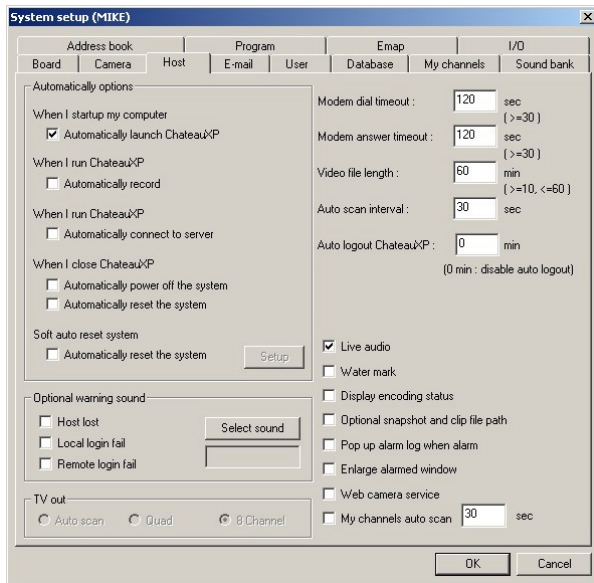 System setup (MIKE)
Address book Program Emap I/O
Board Camera Host E-mail User Database My channels Sound bank
Automatically options
When I startup my computer
Automatically launch ChateauXP
When I run ChateauXP
Automatically record
When I run ChateauXP
Automatically connect to server
When I close ChateauXP
Automatically power off the system
Automatically reset the system
Soft auto reset system
Automatically reset the system
Setup
Optional warning sound
Host lost
Local login fail
Remote login fail
Select sound
TV out
Auto scan Quad 8 Channel
Modem dial timeout : 120 sec
( >=30 )
Modem answer timeout : 120 sec
( >=30 )
Video file length : 60 min
( >=10, <=60 )
Auto scan interval : 30 sec
Auto logout ChateauXP : 0 min
(0 min : disable auto logout)
Live audio
Water mark
Display encoding status
Optional snapshot and clip file path
Pop up alarm log when alarm
Enlarge alarmed window
Web camera service
My channels auto scan 30 sec
OK Cancel